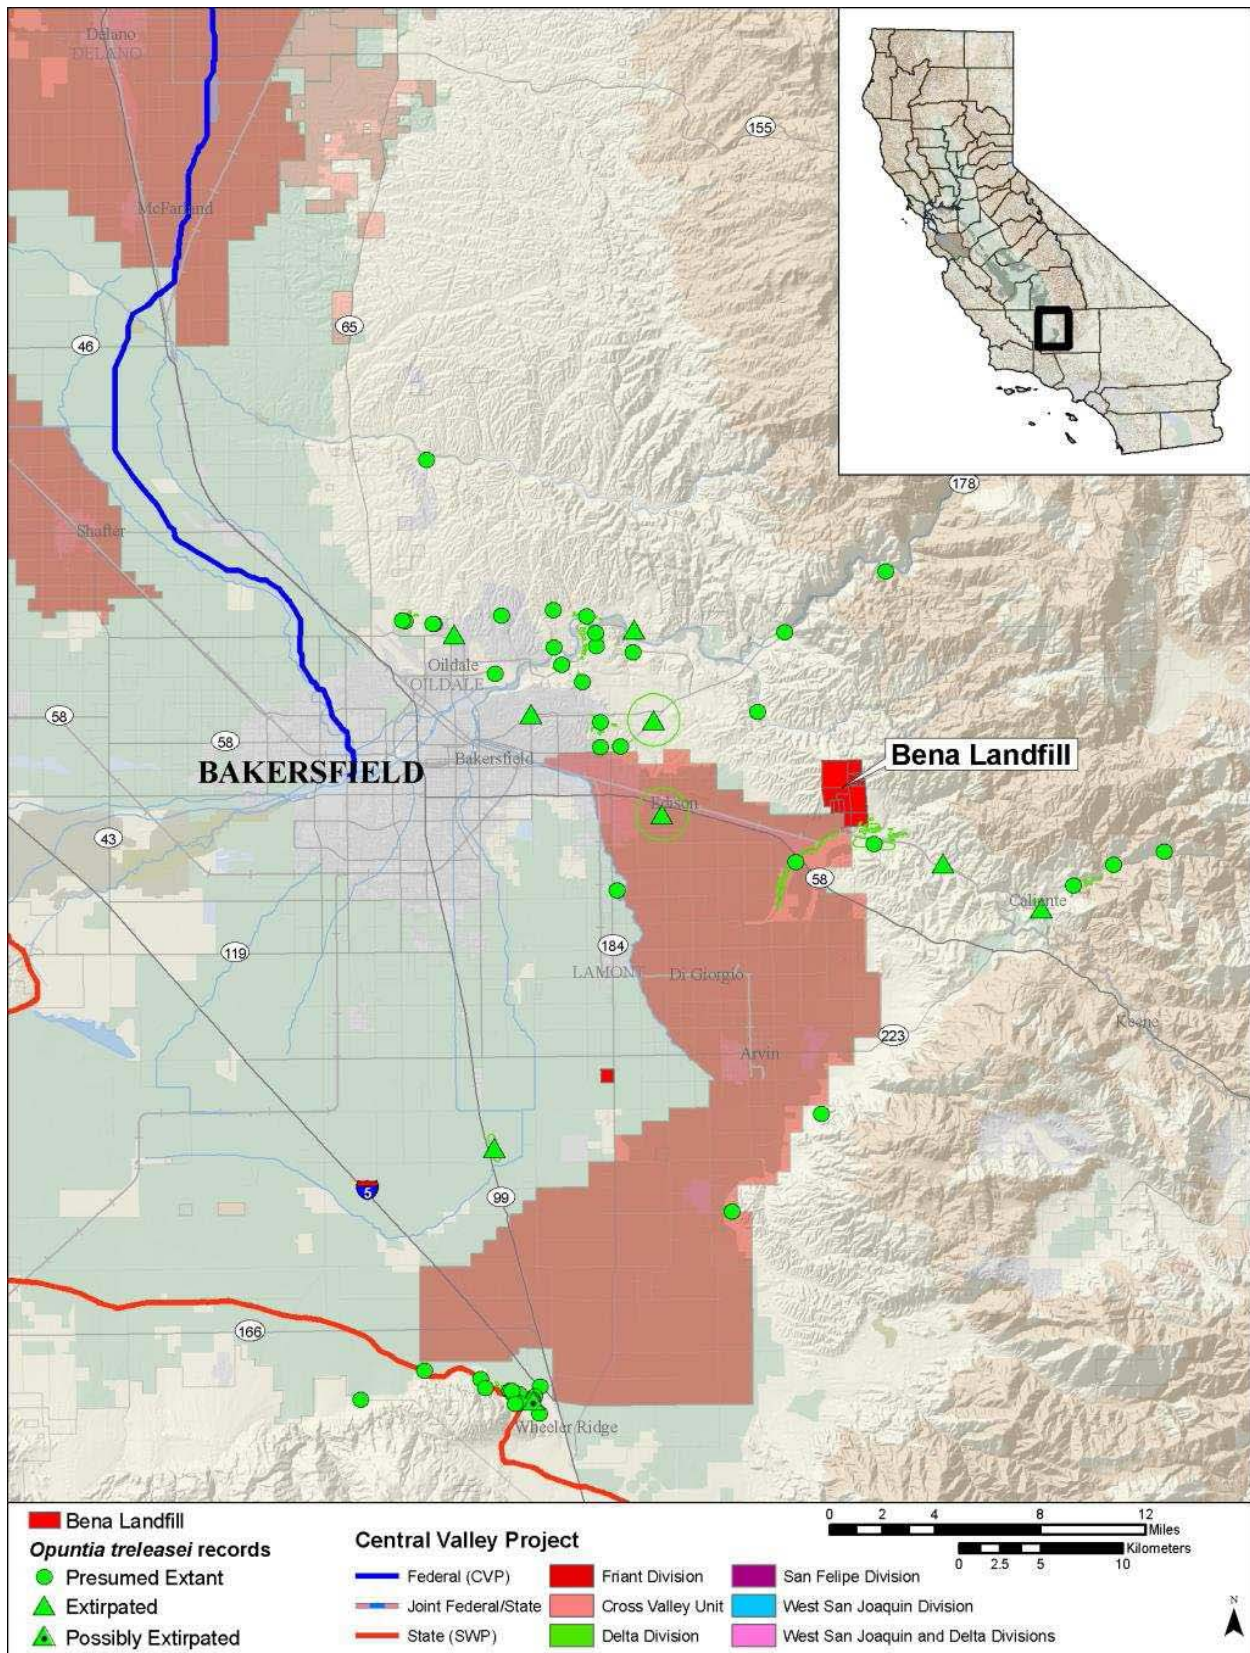 Delano
DELANO
155
McFarland
65
46
178
Shafter
Oildale
OILDALE
58
58
Bakersfield
BAKERSFIELD
Bena Landfill
Edison
43
58
Caliente
119
184
LAMONT
Di Giorgio
Keene
223
Arvin
5
99
166
Wheeler Ridge
Bena Landfill
Opuntia treleasei records
Presumed Extant
Extirpated
Possibly Extirpated
Central Valley Project
Federal (CVP)
Joint Federal/State
State (SWP)
Friant Division
Cross Valley Unit
Delta Division
San Felipe Division
West San Joaquin Division
West San Joaquin and Delta Divisions
0 2 4 8 12
Miles
Kilometers
0 2.5 5 10
N